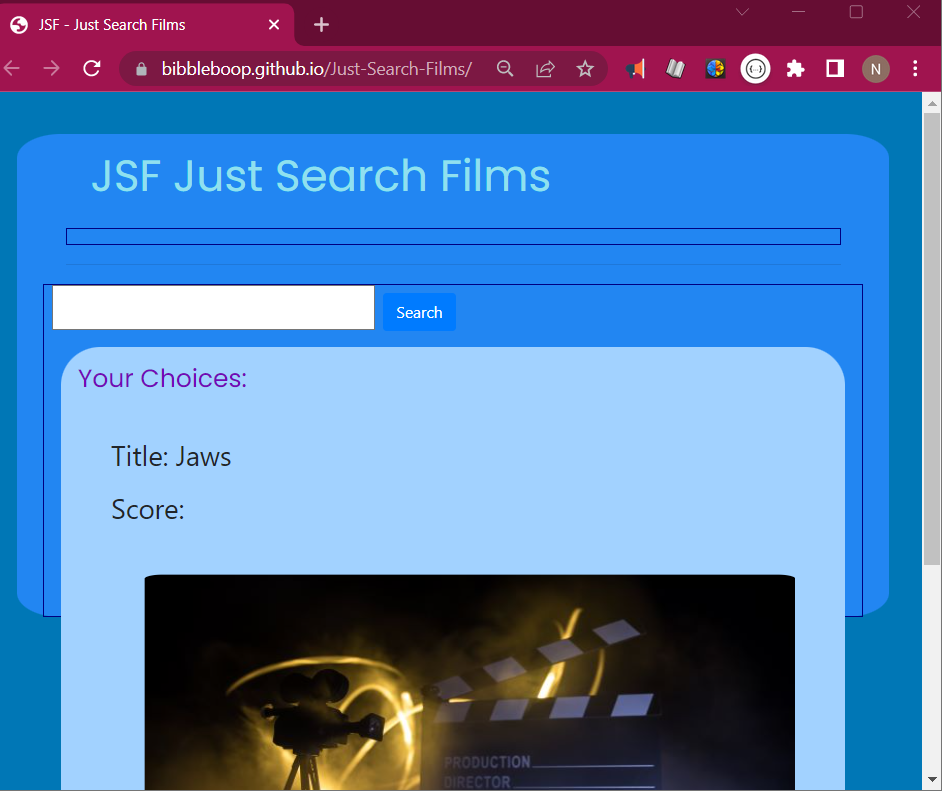 JSF - Just Search Films
bibbleboop.github.io/Just-Search-Films/
N
JSF Just Search Films
Search
Your Choices:
Title: Jaws
Score:
PRODUCTION
DIRECTOR